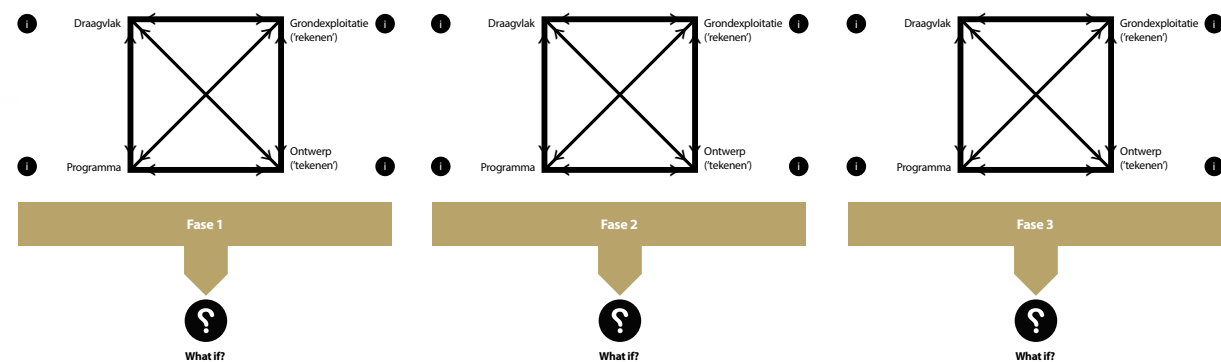 i
Draagvlak
Grondexploitatie
('rekenen')
i
i
Programma
Ontwerp
('tekenen')
i
Fase 1
?
What if?
i
Draagvlak
Grondexploitatie
('rekenen')
i
i
Programma
Ontwerp
('tekenen')
i
Fase 2
?
What if?
i
Draagvlak
Grondexploitatie
('rekenen')
i
i
Programma
Ontwerp
('tekenen')
i
Fase 3
?
What if?